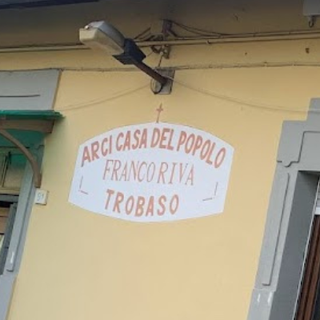 ARCI CASA DEL POPOLO
FRANCO RIVA
TROBASO